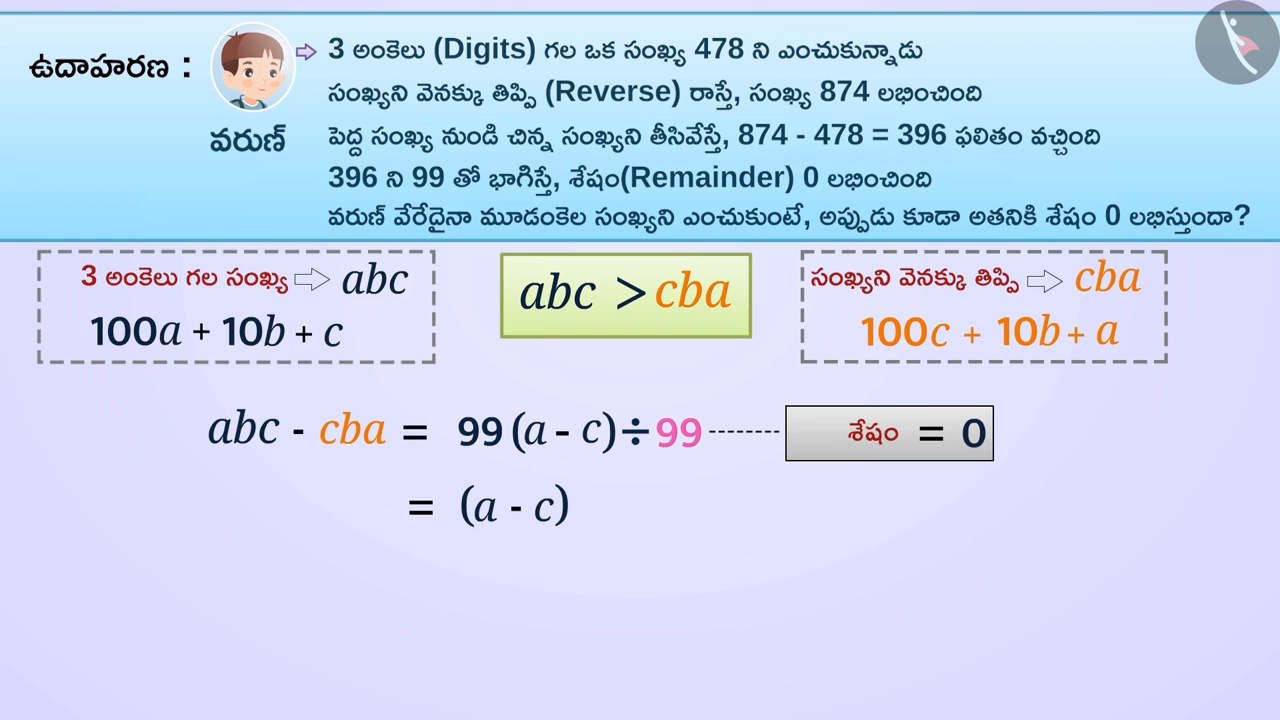 ఉదాహరణ :
వరుణ్
⇨ 3 అంకెలు (Digits) గల ఒక సంఖ్య 478 ని ఎంచుకున్నాడు
సంఖ్యని వెనక్కు తిప్పి (Reverse) రాస్తే, సంఖ్య 874 లభించింది
పెద్ద సంఖ్య నుండి చిన్న సంఖ్యని తీసివేస్తే, 874 - 478 = 396 ఫలితం వచ్చింది
396 ని 99 తో భాగిస్తే, శేషం(Remainder) 0 లభించింది
వరుణ్ వేరేదైనా మూడంకెల సంఖ్యని ఎంచుకుంటే, అప్పుడు కూడా అతనికి శేషం 0 లభిస్తుందా?
3 అంకెలు గల సంఖ్య ⇨ abc
100a + 10b + c
abc > cba
సంఖ్యని వెనక్కు తిప్పి ⇨ cba
100c + 10b + a
abc - cba = 99 (a - c) ÷ 99 -------- శేషం = 0
= (a - c)